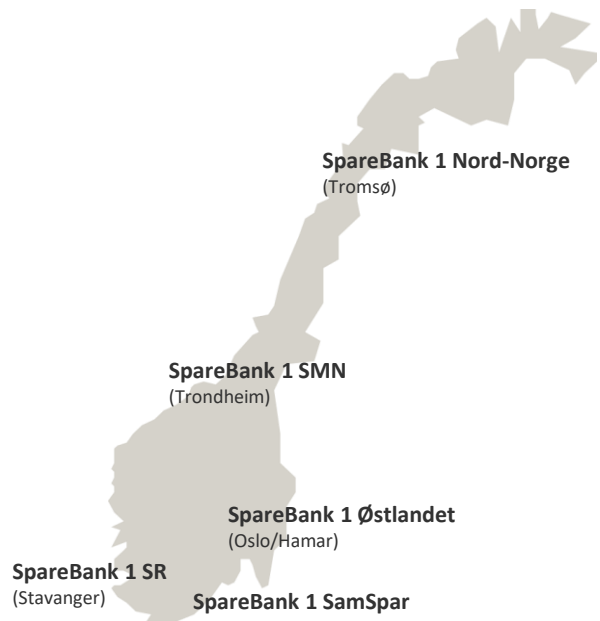 SpareBank 1 Nord-Norge
(Tromsø)
SpareBank 1 SMN
(Trondheim)
SpareBank 1 Østlandet
(Oslo/Hamar)
SpareBank 1 SR
(Stavanger)
SpareBank 1 SamSpar